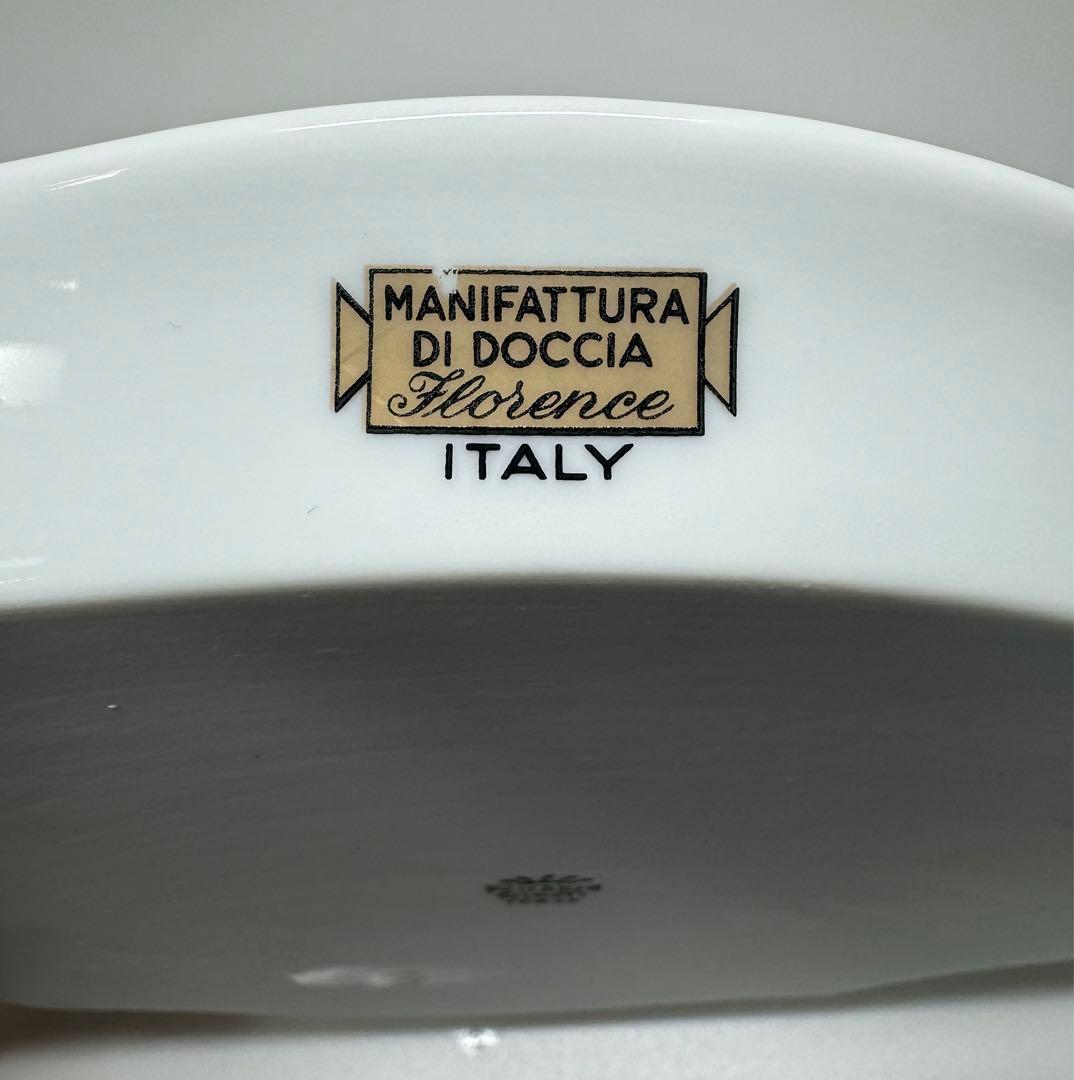 MANIFATTURA
DI DOCCIA
Florence
ITALY